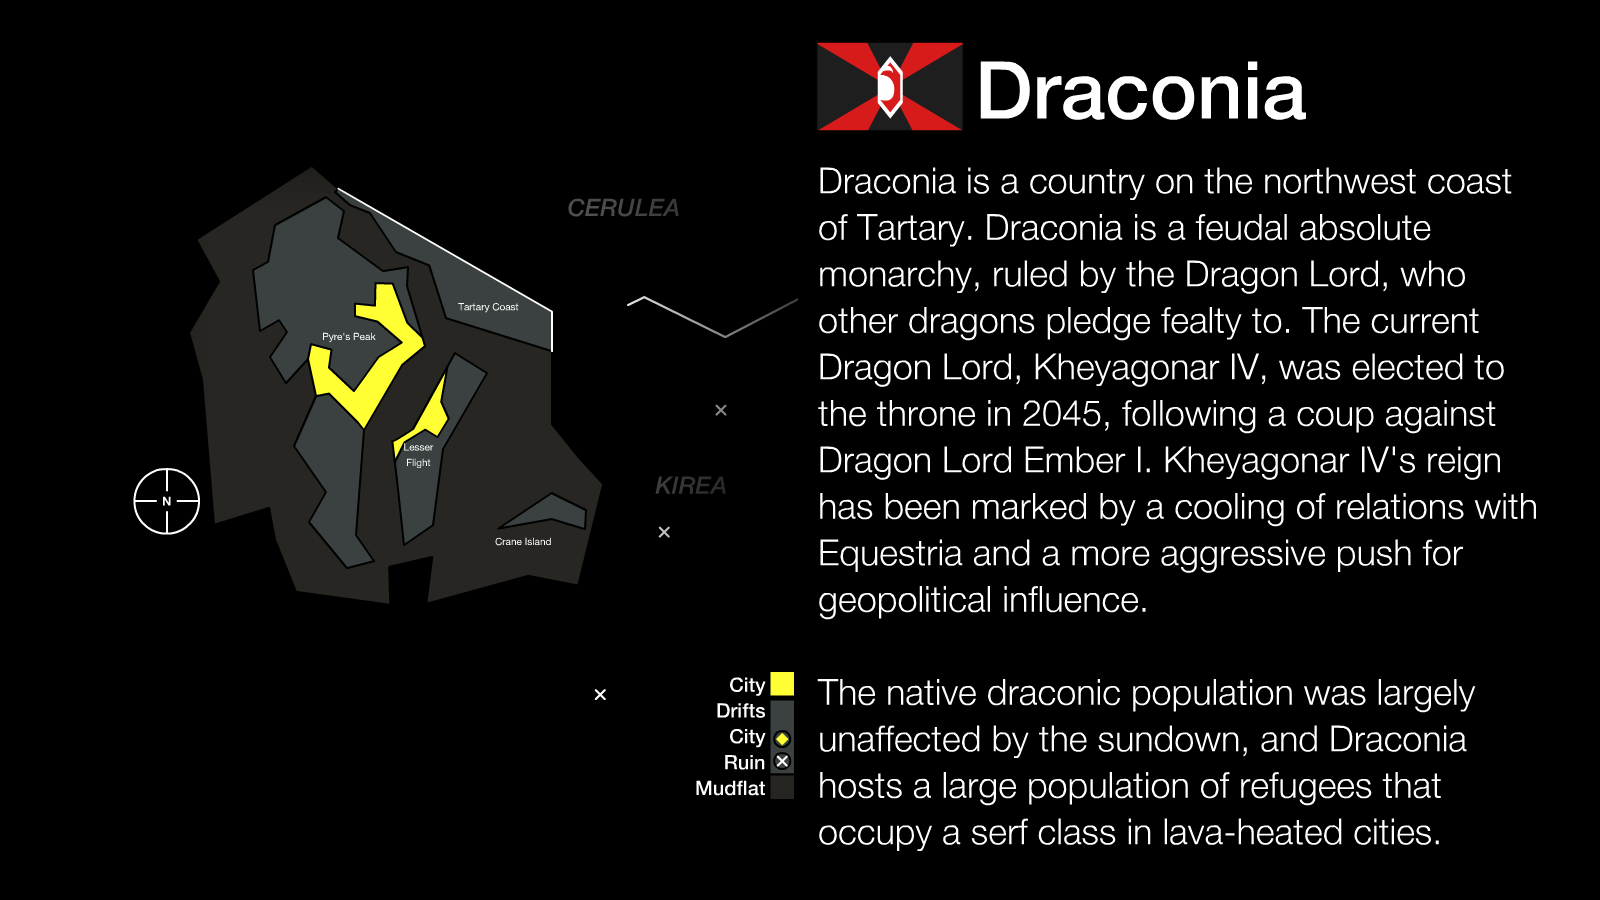 Draconia
Draconia is a country on the northwest coast
of Tartary. Draconia is a feudal absolute
monarchy, ruled by the Dragon Lord, who
other dragons pledge fealty to. The current
Dragon Lord, Kheyagonar IV, was elected to
the throne in 2045, following a coup against
Dragon Lord Ember I. Kheyagonar IV's reign
has been marked by a cooling of relations with
Equestria and a more aggressive push for
geopolitical influence.
The native draconic population was largely
unaffected by the sundown, and Draconia
hosts a large population of refugees that
occupy a serf class in lava-heated cities.
CERULEA
Tartary Coast
Pyre's Peak
Lesser
Flight
KIREA
N
Crane Island
City
Drifts
City
Ruin
Mudflat